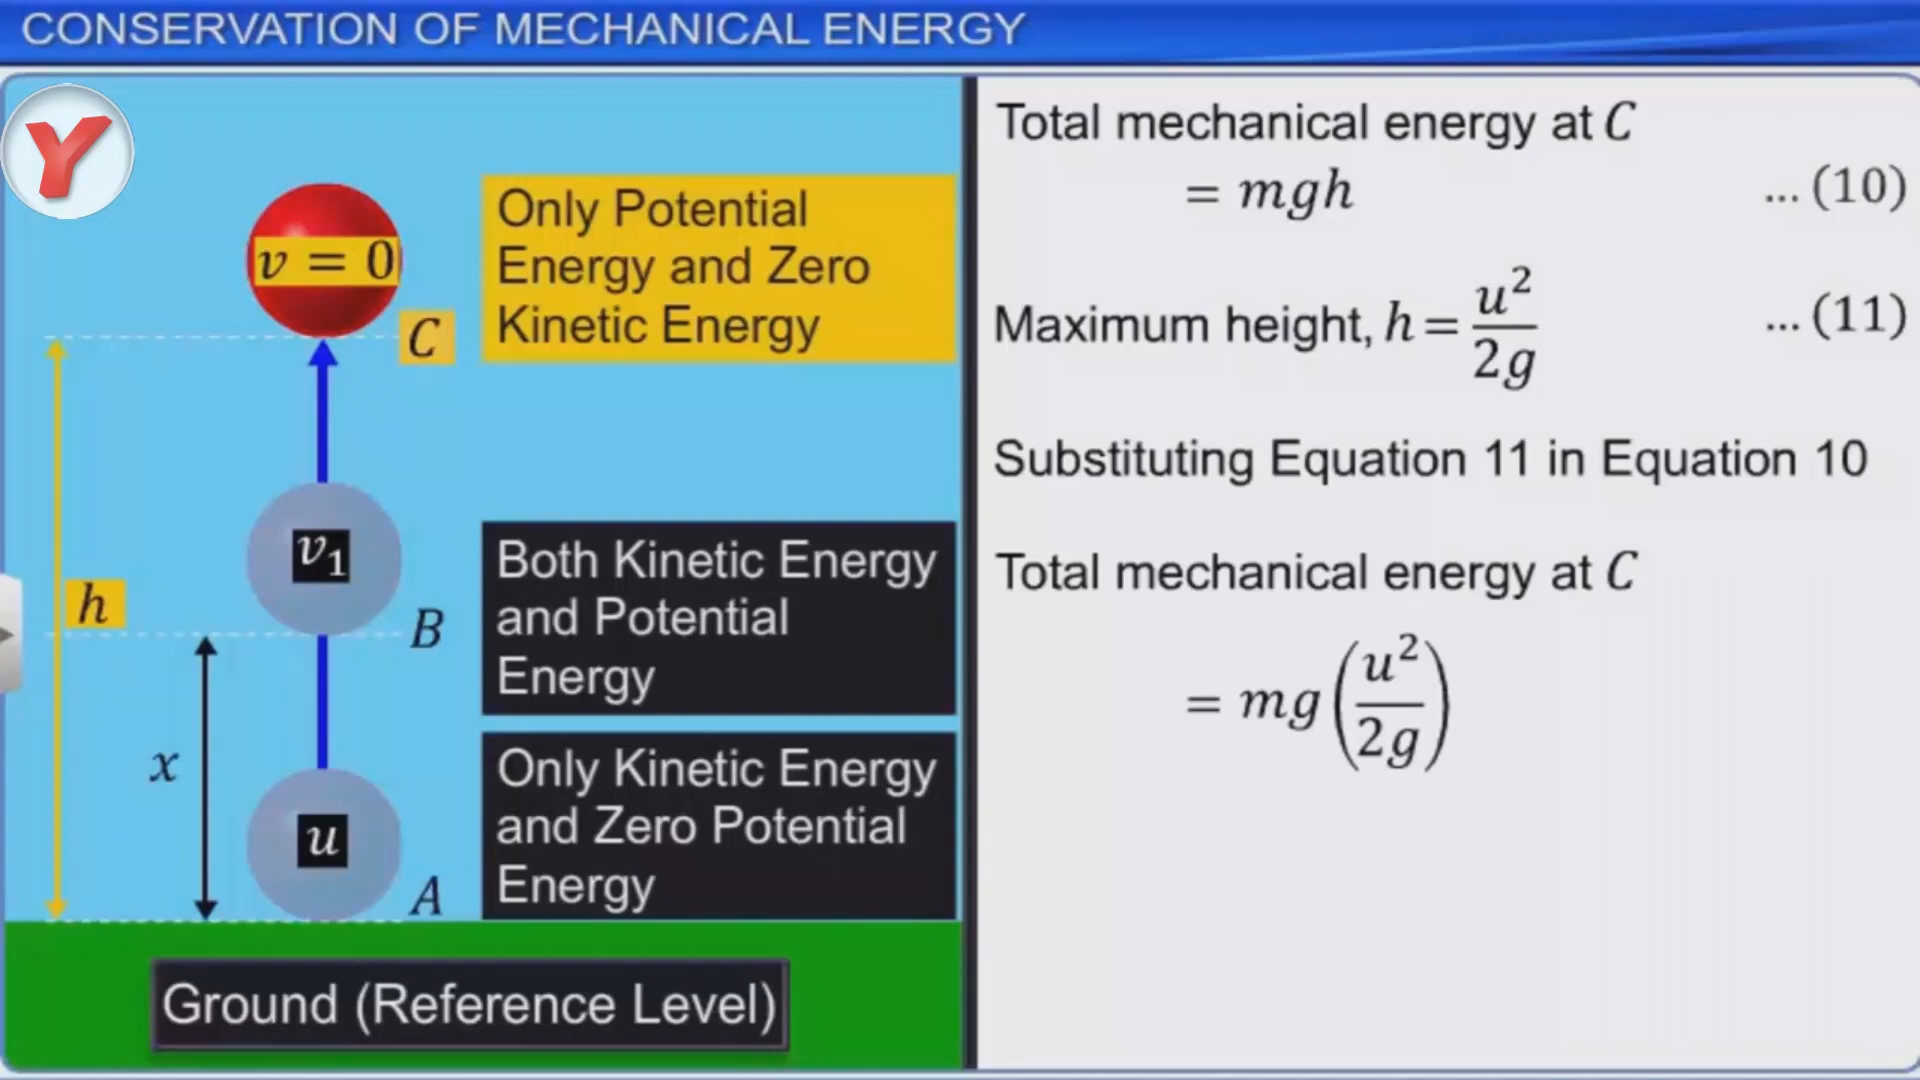 CONSERVATION OF MECHANICAL ENERGY
Y
v = 0
C
Only Potential
Energy and Zero
Kinetic Energy
v₁
B
h
Both Kinetic Energy
and Potential
Energy
x
u
A
Only Kinetic Energy
and Zero Potential
Energy
Ground (Reference Level)
Total mechanical energy at C
= mgh ... (10)
Maximum height, h = u²/2g ... (11)
Substituting Equation 11 in Equation 10
Total mechanical energy at C
= mg(u²/2g)